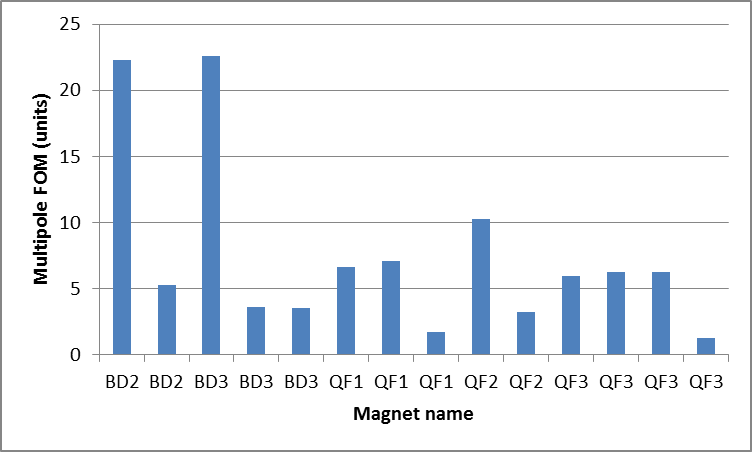 25
20
15
10
5
0
Multipole FOM (units)
BD2 BD2 BD3 BD3 BD3 QF1 QF1 QF1 QF2 QF2 QF3 QF3 QF3 QF3
Magnet name